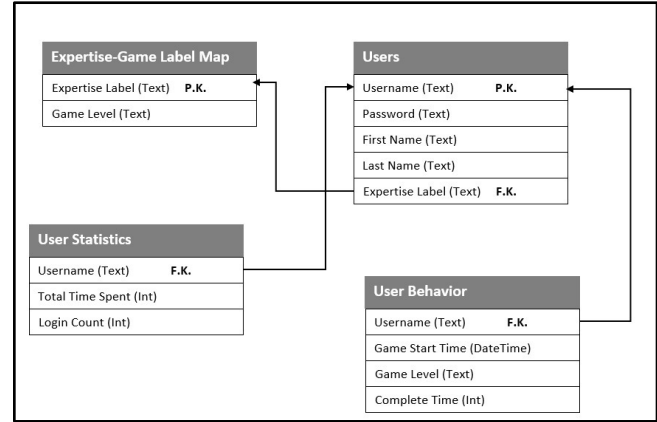 Expertise-Game Label Map
Expertise Label (Text) P.K.
Game Level (Text)
Users
Username (Text) P.K.
Password (Text)
First Name (Text)
Last Name (Text)
Expertise Label (Text) F.K.
User Statistics
Username (Text) F.K.
Total Time Spent (Int)
Login Count (Int)
User Behavior
Username (Text) F.K.
Game Start Time (DateTime)
Game Level (Text)
Complete Time (Int)